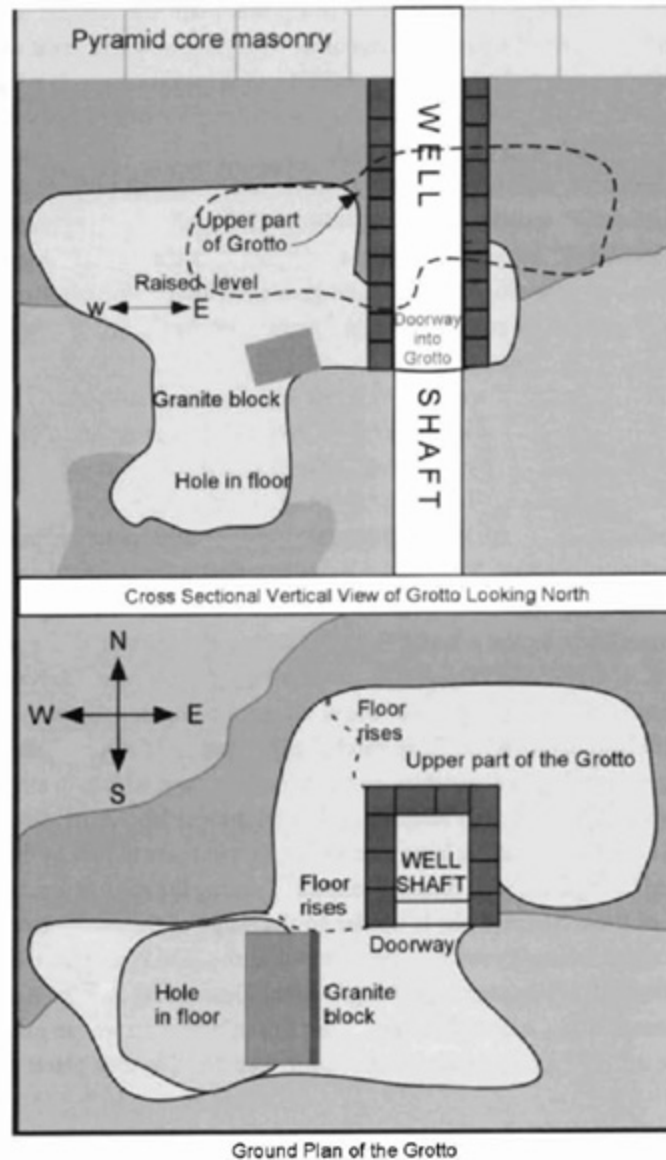 Pyramid core masonry
WELL
Upper part
of Grotto
Raised level
W E
Doorway
into
Grotto
Granite block
SHAFT
Hole in floor
Cross Sectional Vertical View of Grotto Looking North
N
W E
S
Floor
rises
Upper part of the Grotto
WELL
SHAFT
Floor
rises
Doorway
Hole
in floor
Granite
block
Ground Plan of the Grotto